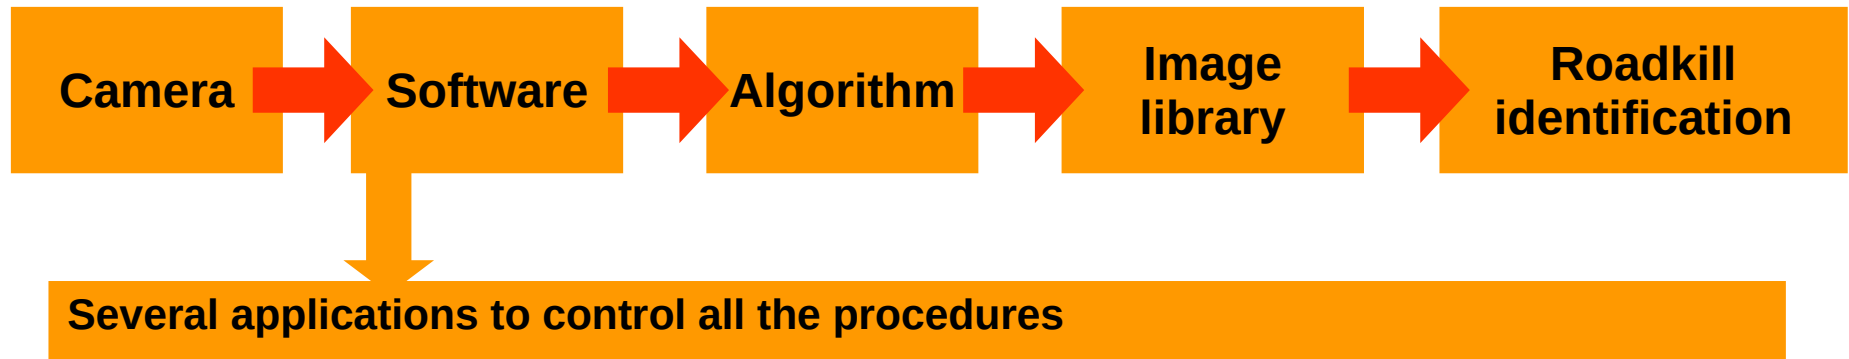 Camera
Software
Algorithm
Image
library
Roadkill
identification
Several applications to control all the procedures